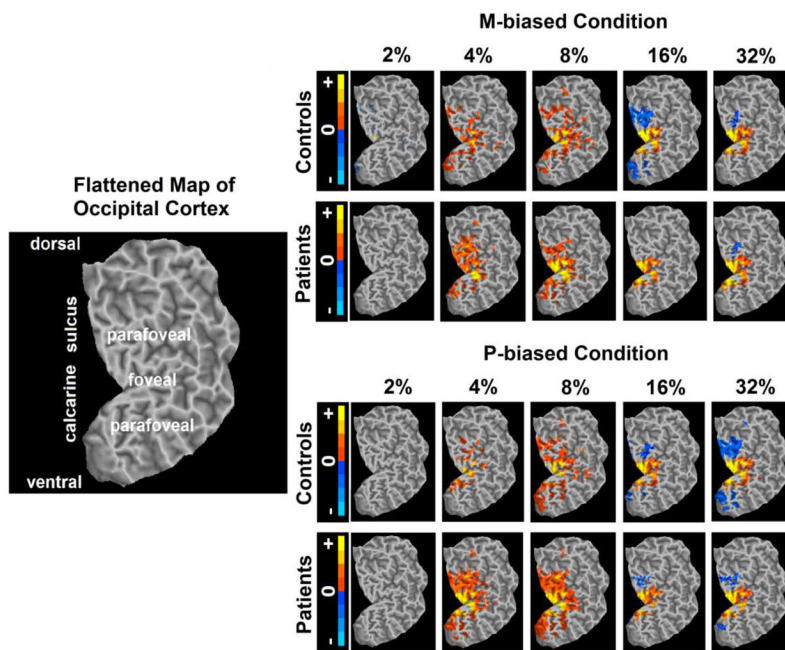 Flattened Map of
Occipital Cortex
dorsal
calcarine sulcus
parafoveal
foveal
parafoveal
ventral
M-biased Condition
2% 4% 8% 16% 32%
Controls
+ 0 -
Patients
+ 0 -
P-biased Condition
2% 4% 8% 16% 32%
Controls
+ 0 -
Patients
+ 0 -